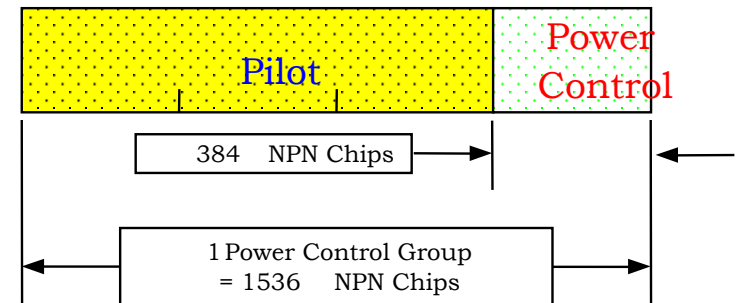 Pilot
Power
Control
384 NPN Chips
1 Power Control Group
= 1536 NPN Chips